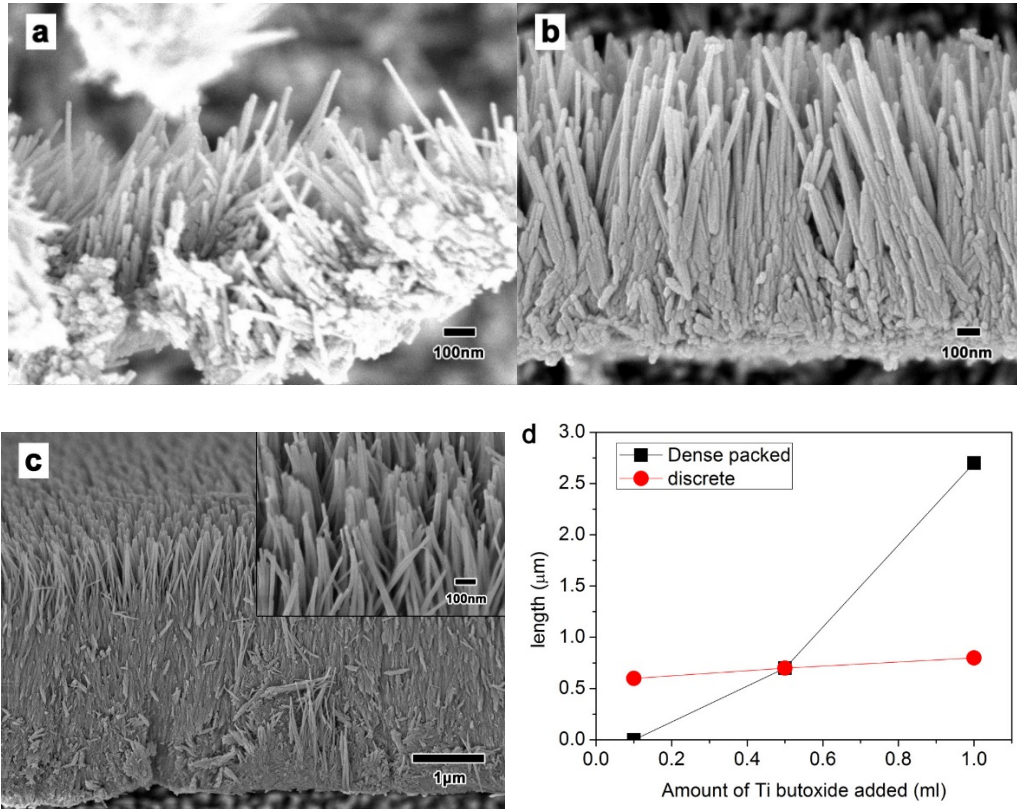 a
100nm
b
100nm
c
100nm
1μm
d
3.0
2.5
2.0
1.5
1.0
0.5
0.0
Dense packed
discrete
length (μm)
0.0 0.2 0.4 0.6 0.8 1.0
Amount of Ti butoxide added (ml)